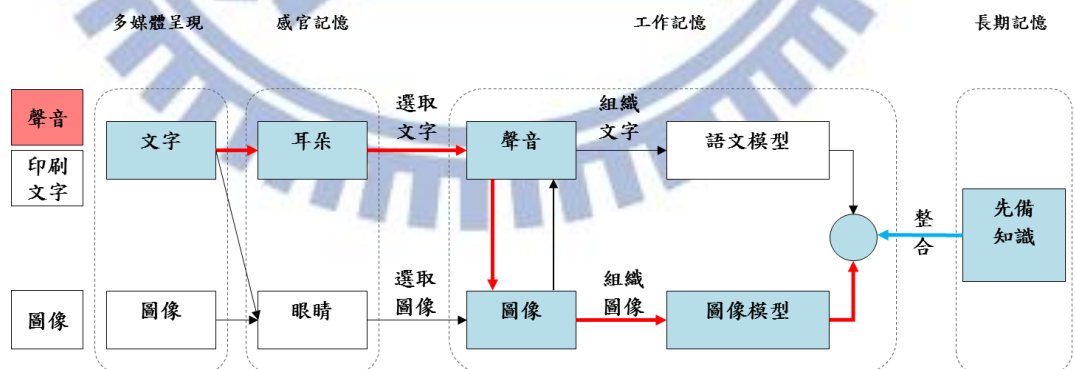 多媒體呈現
感官記憶
工作記憶
長期記憶
聲音
印刷
文字
圖像
文字
耳朵
選取
文字
聲音
組織
文字
語文模型
圖像
眼睛
選取
圖像
圖像
組織
圖像
圖像模型
整
合
先備
知識